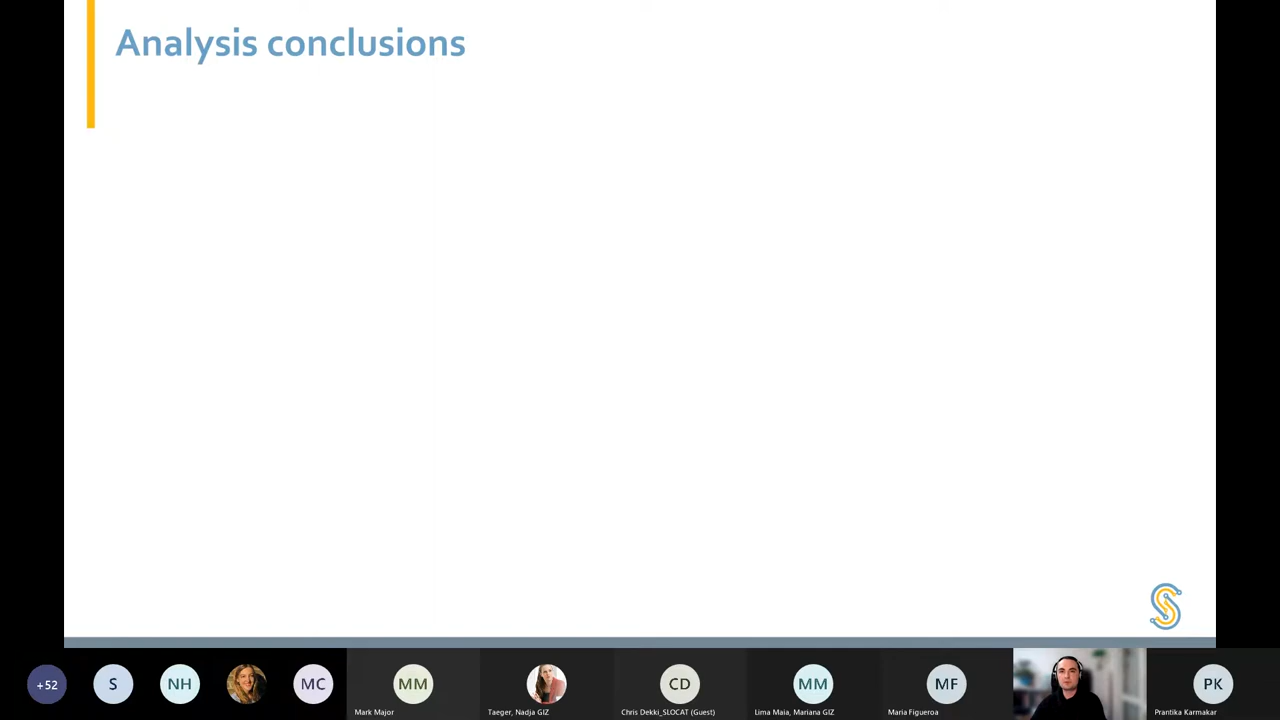 Analysis conclusions
+52
S
NH
MC
MM
Mark Major
Taeger, Nadja GIZ
CD
Chris Dekki_SLOCAT (Guest)
MM
Lima Maia, Mariana GIZ
MF
Maria Figueroa
PK
Prantika Karmakar